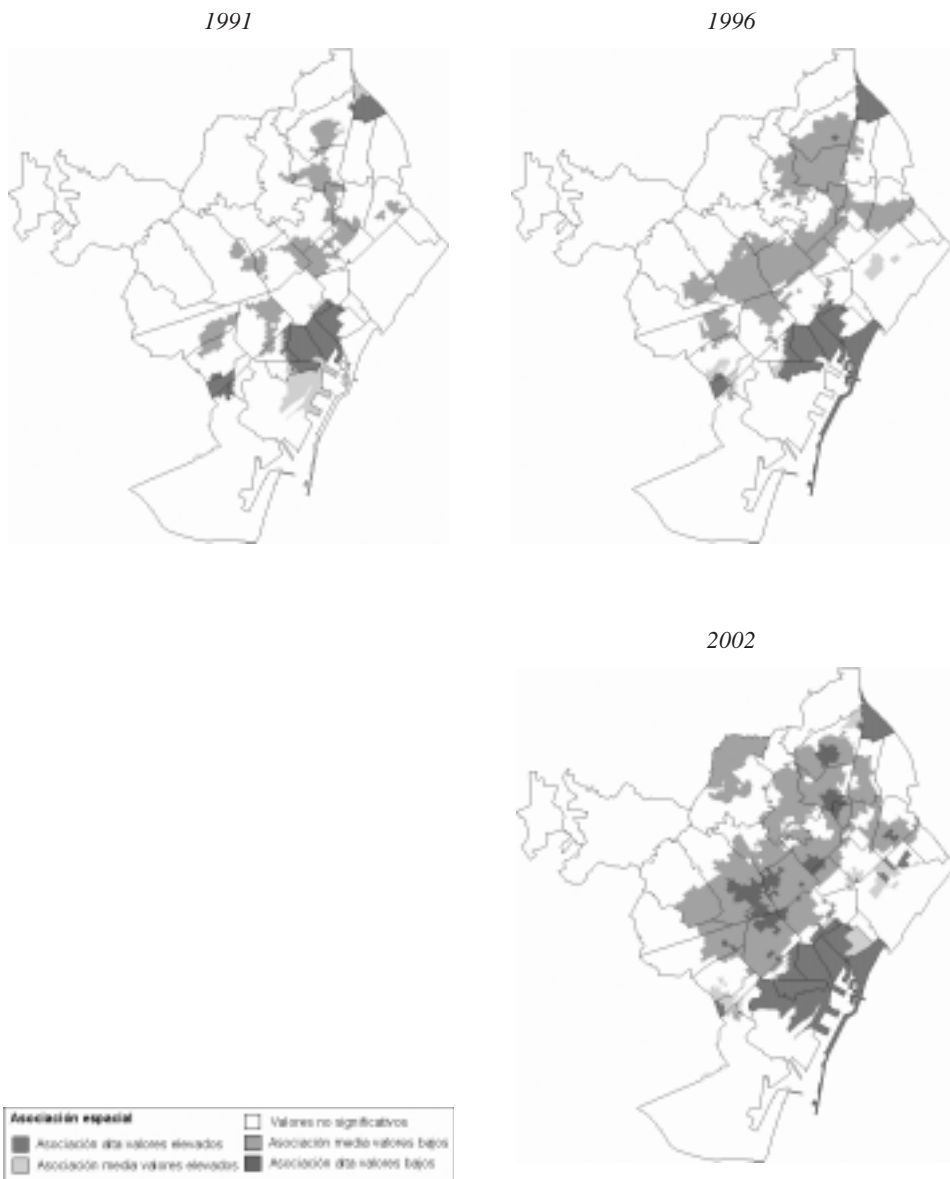 1991
1996
2002
Asociación espacial
Asociación alta valores elevados
Asociación media valores elevados
Valores no significativos
Asociación media valores bajos
Asociación alta valores bajos